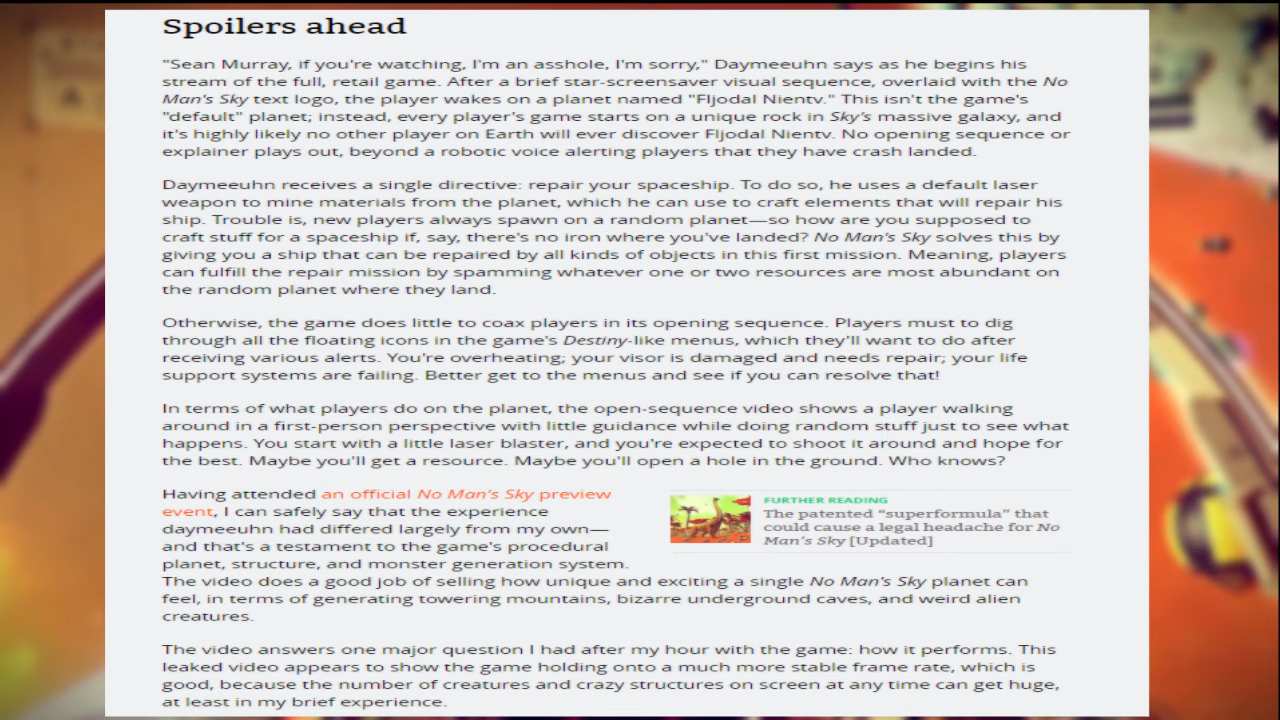 Spoilers ahead
"Sean Murray, if you're watching, I'm an asshole, I'm sorry," Daymeeuhn says as he begins his
stream of the full, retail game. After a brief star-screensaver visual sequence, overlaid with the No
Man's Sky text logo, the player wakes on a planet named "Fljodal Nientv." This isn't the game's
"default" planet; instead, every player's game starts on a unique rock in Sky's massive galaxy, and
it's highly likely no other player on Earth will ever discover Fljodal Nientv. No opening sequence or
explainer plays out, beyond a robotic voice alerting players that they have crash landed.
Daymeeuhn receives a single directive: repair your spaceship. To do so, he uses a default laser
weapon to mine materials from the planet, which he can use to craft elements that will repair his
ship. Trouble is, new players always spawn on a random planet—so how are you supposed to
craft stuff for a spaceship if, say, there's no iron where you've landed? No Man's Sky solves this by
giving you a ship that can be repaired by all kinds of objects in this first mission. Meaning, players
can fulfill the repair mission by spamming whatever one or two resources are most abundant on
the random planet where they land.
Otherwise, the game does little to coax players in its opening sequence. Players must to dig
through all the floating icons in the game's Destiny-like menus, which they'll want to do after
receiving various alerts. You're overheating; your visor is damaged and needs repair; your life
support systems are failing. Better get to the menus and see if you can resolve that!
In terms of what players do on the planet, the open-sequence video shows a player walking
around in a first-person perspective with little guidance while doing random stuff just to see what
happens. You start with a little laser blaster, and you're expected to shoot it around and hope for
the best. Maybe you'll get a resource. Maybe you'll open a hole in the ground. Who knows?
Having attended an official No Man's Sky preview
event, I can safely say that the experience
daymeeuhn had differed largely from my own—
and that's a testament to the game's procedural
planet, structure, and monster generation system.
The video does a good job of selling how unique and exciting a single No Man's Sky planet can
feel, in terms of generating towering mountains, bizarre underground caves, and weird alien
creatures.
FURTHER READING
The patented “superformula” that
could cause a legal headache for No
Man's Sky [Updated]
The video answers one major question I had after my hour with the game: how it performs. This
leaked video appears to show the game holding onto a much more stable frame rate, which is
good, because the number of creatures and crazy structures on screen at any time can get huge,
at least in my brief experience.